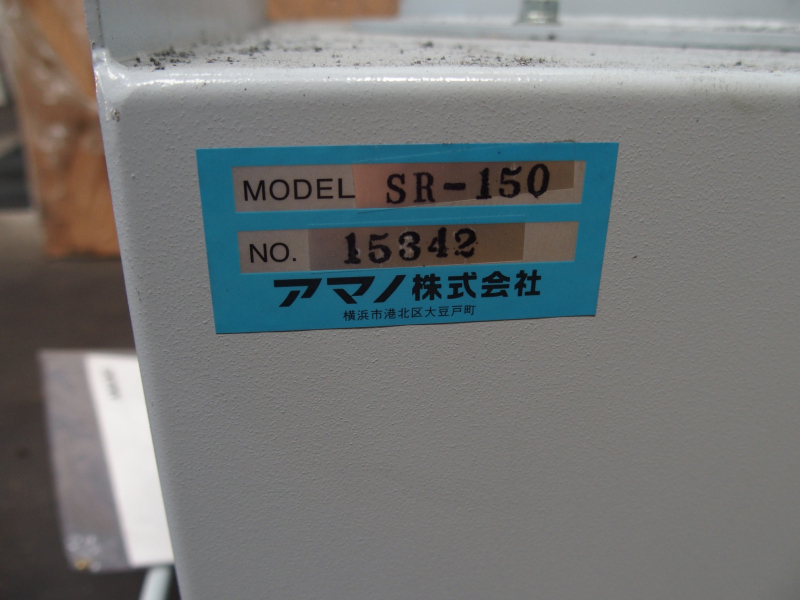 MODEL SR-150
NO. 15342
アマノ株式会社
横浜市港北区大豆戸町